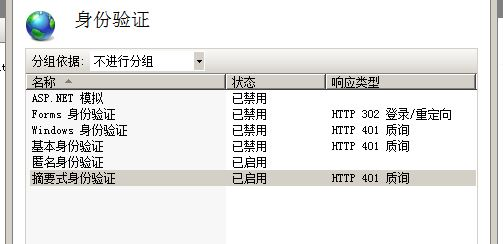 身份验证
分组依据: 不进行分组
名称 状态 响应类型
ASP.NET 模拟 已禁用
Forms 身份验证 已禁用 HTTP 302 登录/重定向
Windows 身份验证 已禁用 HTTP 401 质询
基本身份验证 已禁用 HTTP 401 质询
匿名身份验证 已启用
摘要式身份验证 已启用 HTTP 401 质询